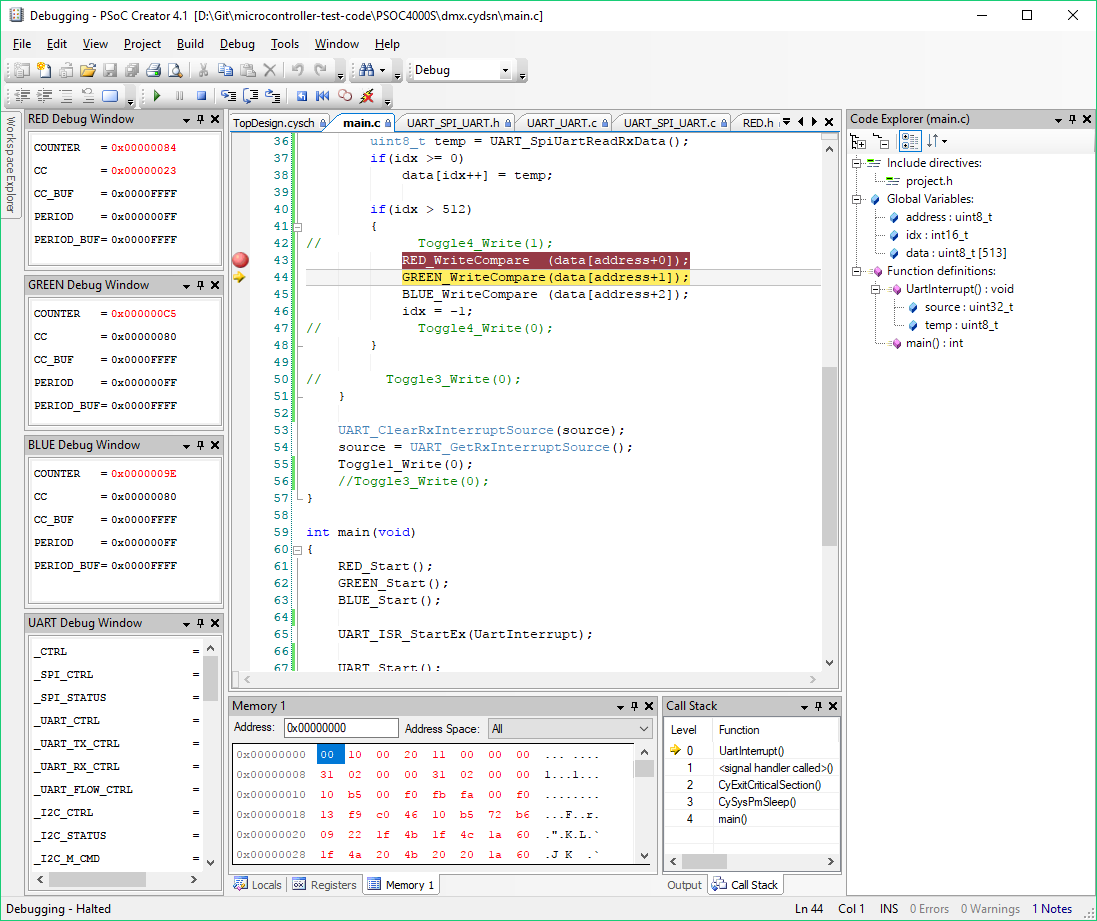 Debugging - PSoC Creator 4.1 [D:\Git\microcontroller-test-code\PSOC4000S\dmx.cydsn\main.c]
File Edit View Project Build Debug Tools Window Help
Debug
Workspace Explorer
RED Debug Window
COUNTER = 0x00000084
CC = 0x00000023
CC_BUF = 0x0000FFFF
PERIOD = 0x000000FF
PERIOD_BUF= 0x0000FFFF
GREEN Debug Window
COUNTER = 0x000000C5
CC = 0x00000080
CC_BUF = 0x0000FFFF
PERIOD = 0x000000FF
PERIOD_BUF= 0x0000FFFF
BLUE Debug Window
COUNTER = 0x0000009E
CC = 0x00000080
CC_BUF = 0x0000FFFF
PERIOD = 0x000000FF
PERIOD_BUF= 0x0000FFFF
UART Debug Window
_CTRL =
_SPI_CTRL =
_SPI_STATUS =
_UART_CTRL =
_UART_TX_CTRL =
_UART_RX_CTRL =
_UART_FLOW_CTRL =
_I2C_CTRL =
_I2C_STATUS =
_I2C_M_CMD =
TopDesign.cysch main.c UART_SPI_UART.h UART_UART.c UART_SPI_UART.c RED.h
36 uint8_t temp = UART_SpiUartReadRxData();
37 if(idx >= 0)
38 data[idx++] = temp;
39
40 if(idx > 512)
41 {
42 // Toggle4_Write(1);
43 RED_WriteCompare (data[address+0]);
44 GREEN_WriteCompare(data[address+1]);
45 BLUE_WriteCompare (data[address+2]);
46 idx = -1;
47 // Toggle4_Write(0);
48 }
49
50 // Toggle3_Write(0);
51 }
52
53 UART_ClearRxInterruptSource(source);
54 source = UART_GetRxInterruptSource();
55 Toggle1_Write(0);
56 //Toggle3_Write(0);
57 }
58
59 int main(void)
60 {
61 RED_Start();
62 GREEN_Start();
63 BLUE_Start();
64
65 UART_ISR_StartEx(UartInterrupt);
66
67 UART_Start();
Memory 1
Address: 0x00000000 Address Space: All
0x00000000 00 10 00 20 11 00 00 00 ... ....
0x00000008 31 02 00 00 31 02 00 00 1...1...
0x00000010 10 b5 00 f0 fb fa 00 f0 ........
0x00000018 13 f9 c0 46 10 b5 72 b6 ...F..r.
0x00000020 09 22 1f 4b 1f 4c 1a 60 .".K.L.`
0x00000028 1f 4a 20 4b 20 20 1a 60 .J K .`
Locals Registers Memory 1
Call Stack
Level Function
0 UartInterrupt()
1 <signal handler called>()
2 CyExitCriticalSection()
3 CySysPmSleep()
4 main()
Output Call Stack
Code Explorer (main.c)
Include directives:
project.h
Global Variables:
address : uint8_t
idx : int16_t
data : uint8_t [513]
Function definitions:
UartInterrupt() : void
source : uint32_t
temp : uint8_t
main() : int
Debugging - Halted
Ln 44 Col 1 INS 0 Errors 0 Warnings 1 Notes